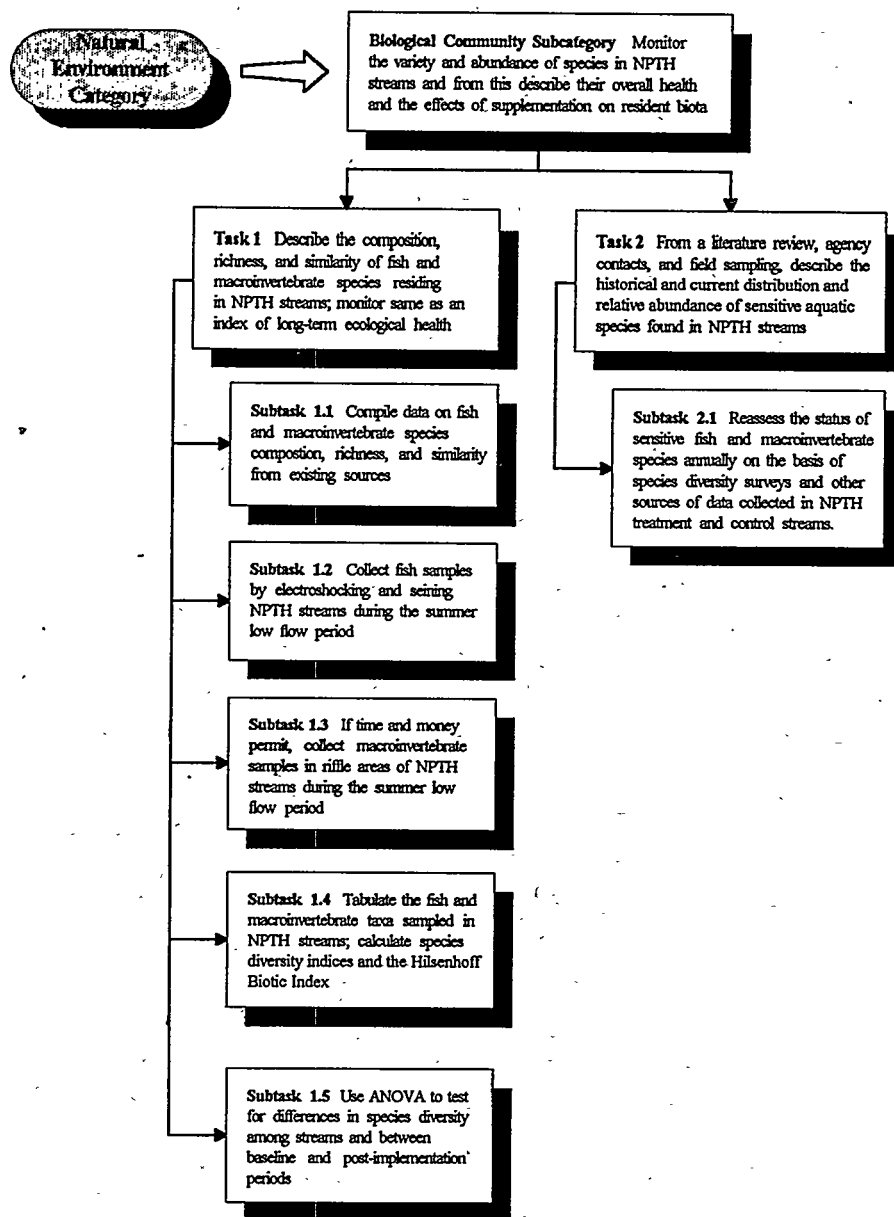 Natural
Environment
Category
Biological Community Subcategory Monitor
the variety and abundance of species in NPTH
streams and from this describe their overall health
and the effects of supplementation on resident biota
Task 1 Describe the composition,
richness, and similarity of fish and
macroinvertebrate species residing
in NPTH streams; monitor same as an
index of long-term ecological health
Task 2 From a literature review, agency
contacts, and field sampling, describe the
historical and current distribution and
relative abundance of sensitive aquatic
species found in NPTH streams
Subtask 1.1 Compile data on fish
and macroinvertebrate species
compostion, richness, and similarity
from existing sources
Subtask 2.1 Reassess the status of
sensitive fish and macroinvertebrate
species annually on the basis of
species diversity surveys and other
sources of data collected in NPTH
treatment and control streams.
Subtask 1.2 Collect fish samples
by electroshocking and seining
NPTH streams during the summer
low flow period
Subtask 1.3 If time and money
permit, collect macroinvertebrate
samples in riffle areas of NPTH
streams during the summer low
flow period
Subtask 1.4 Tabulate the fish and
macroinvertebrate taxa sampled in
NPTH streams; calculate species
diversity indices and the Hilsenhoff
Biotic Index
Subtask 1.5 Use ANOVA to test
for differences in species diversity
among streams and between
baseline and post-implementation
periods